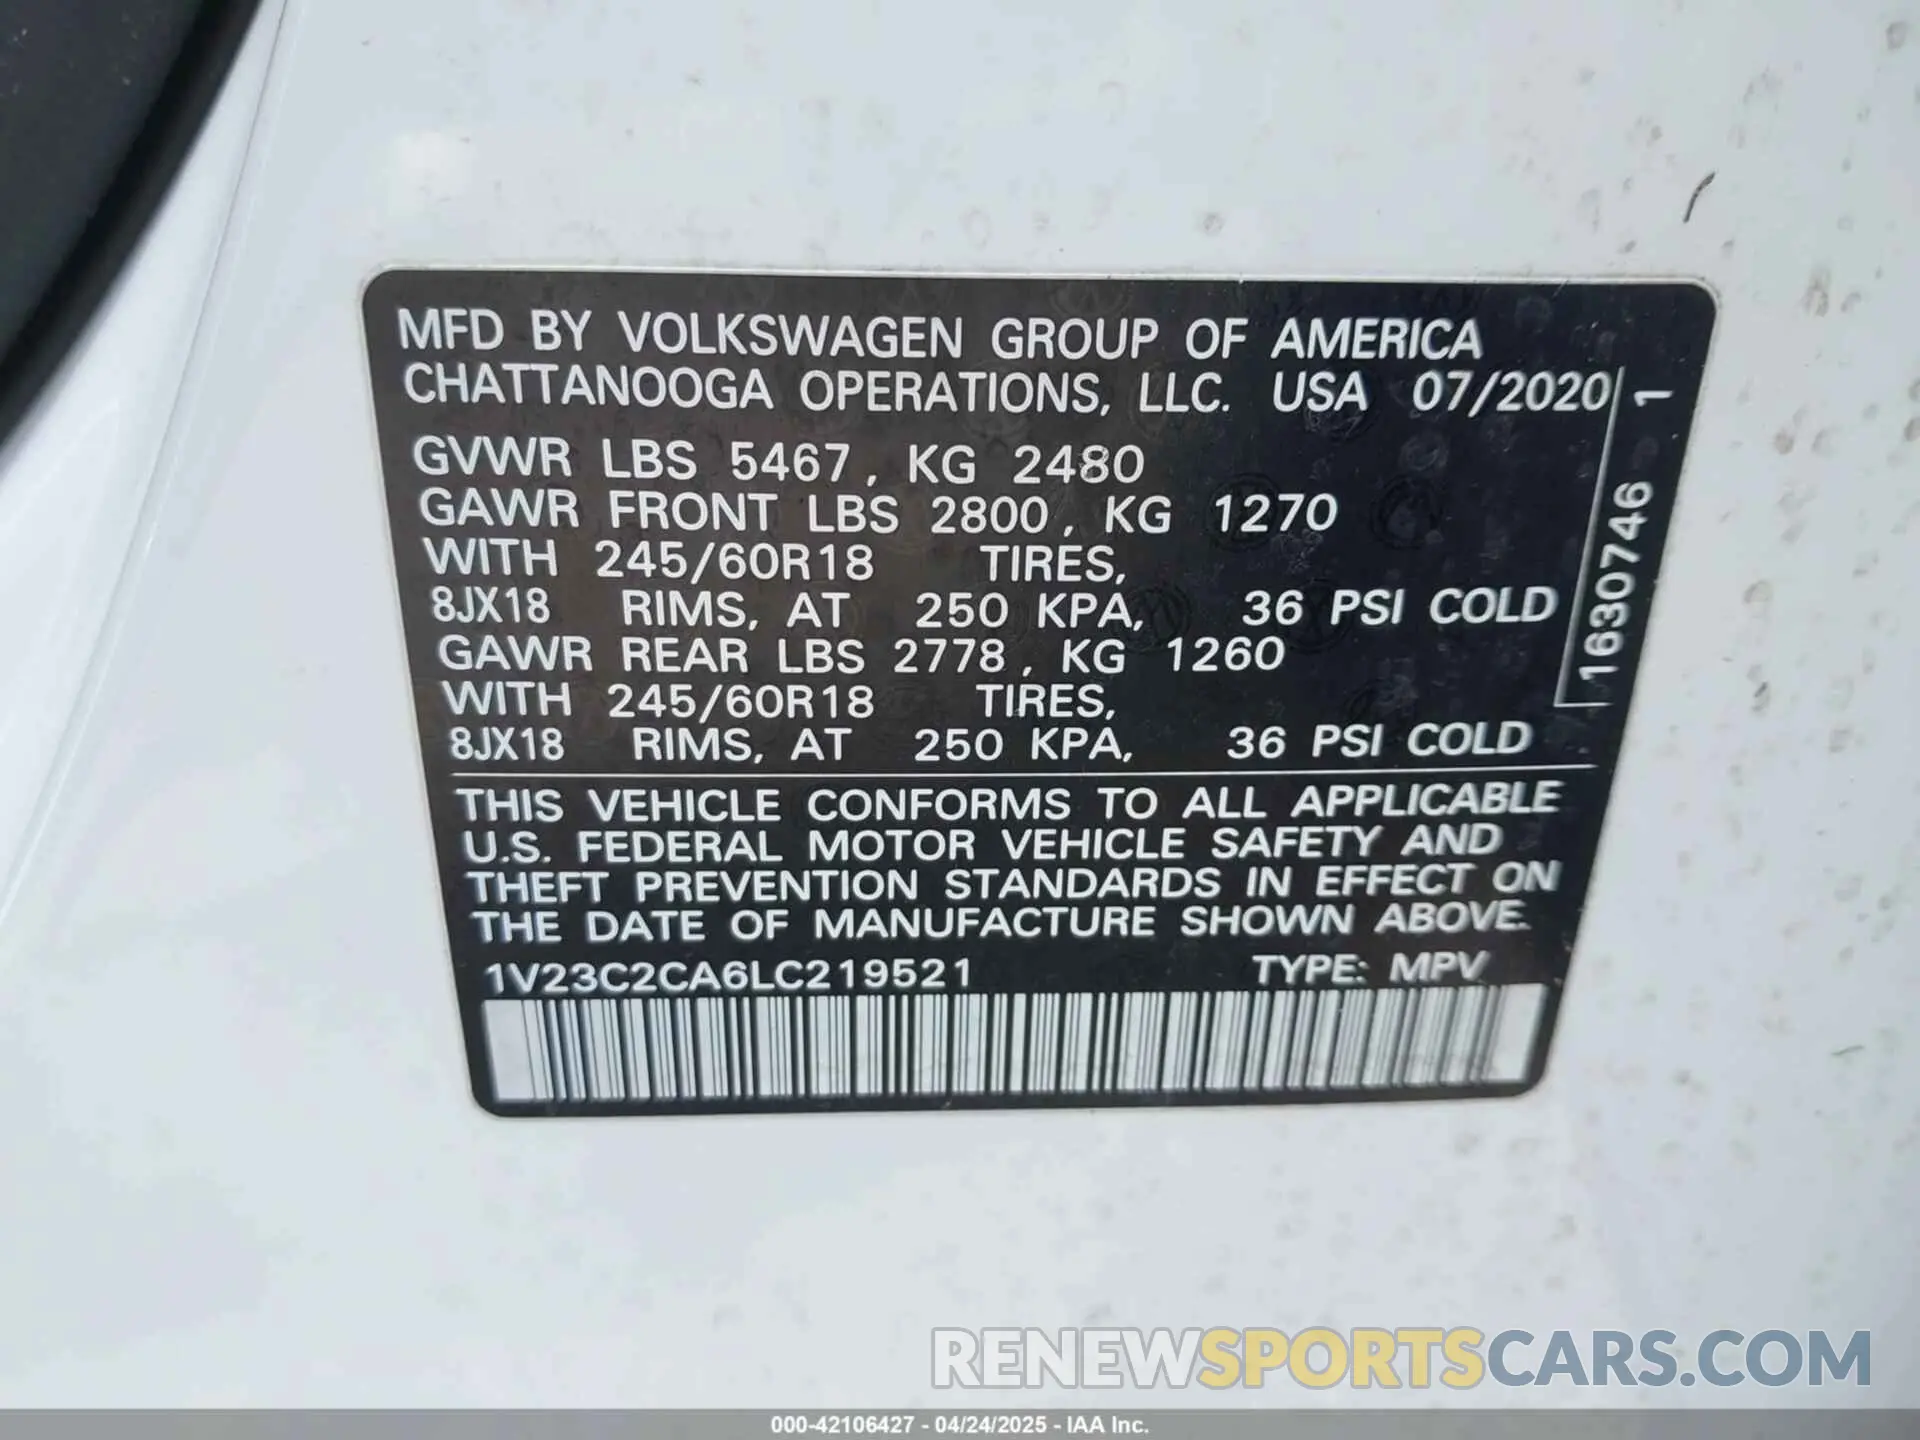 MFD BY VOLKSWAGEN GROUP OF AMERICA
CHATTANOOGA OPERATIONS, LLC. USA 07/2020
GVWR LBS 5467, KG 2480
GAWR FRONT LBS 2800, KG 1270
WITH 245/60R18 TIRES,
8JX18 RIMS, AT 250 KPA, 36 PSI COLD
GAWR REAR LBS 2778, KG 1260
WITH 245/60R18 TIRES,
8JX18 RIMS, AT 250 KPA, 36 PSI COLD
1630746 1
THIS VEHICLE CONFORMS TO ALL APPLICABLE
U.S. FEDERAL MOTOR VEHICLE SAFETY AND
THEFT PREVENTION STANDARDS IN EFFECT ON
THE DATE OF MANUFACTURE SHOWN ABOVE.
1V23C2CA6LC219521 TYPE: MPV
RENEWSPORTSCARS.COM
000-42106427 - 04/24/2025 - IAA Inc.